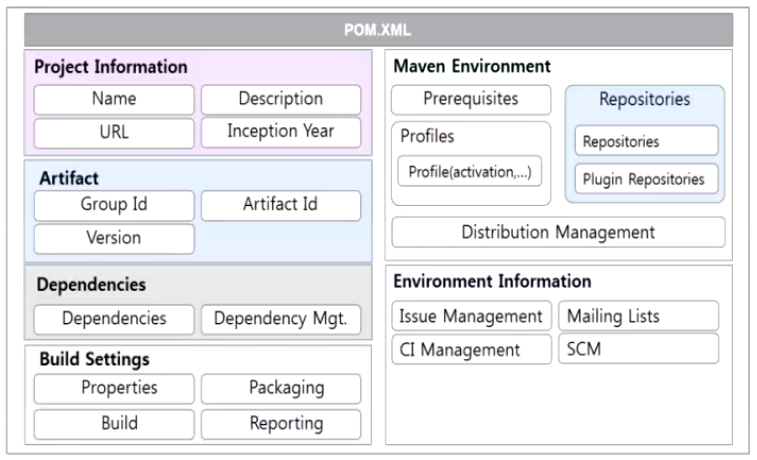 POM.XML
Project Information
Name
Description
URL
Inception Year
Artifact
Group Id
Artifact Id
Version
Dependencies
Dependencies
Dependency Mgt.
Build Settings
Properties
Packaging
Build
Reporting
Maven Environment
Prerequisites
Profiles
Profile(activation,...)
Repositories
Repositories
Plugin Repositories
Distribution Management
Environment Information
Issue Management
Mailing Lists
CI Management
SCM